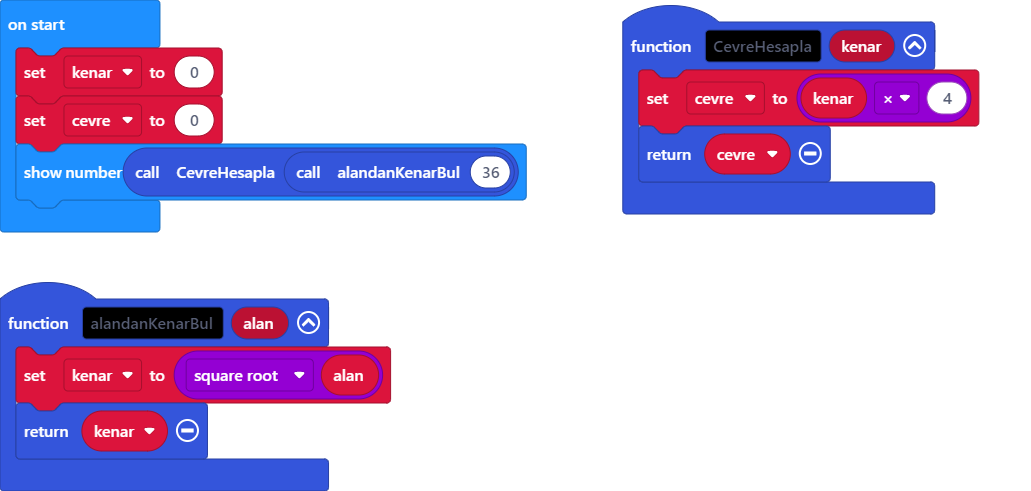 on start
set kenar to 0
set cevre to 0
show number call CevreHesapla call alandanKenarBul 36
function CevreHesapla kenar
set cevre to kenar × 4
return cevre
function alandanKenarBul alan
set kenar to square root alan
return kenar